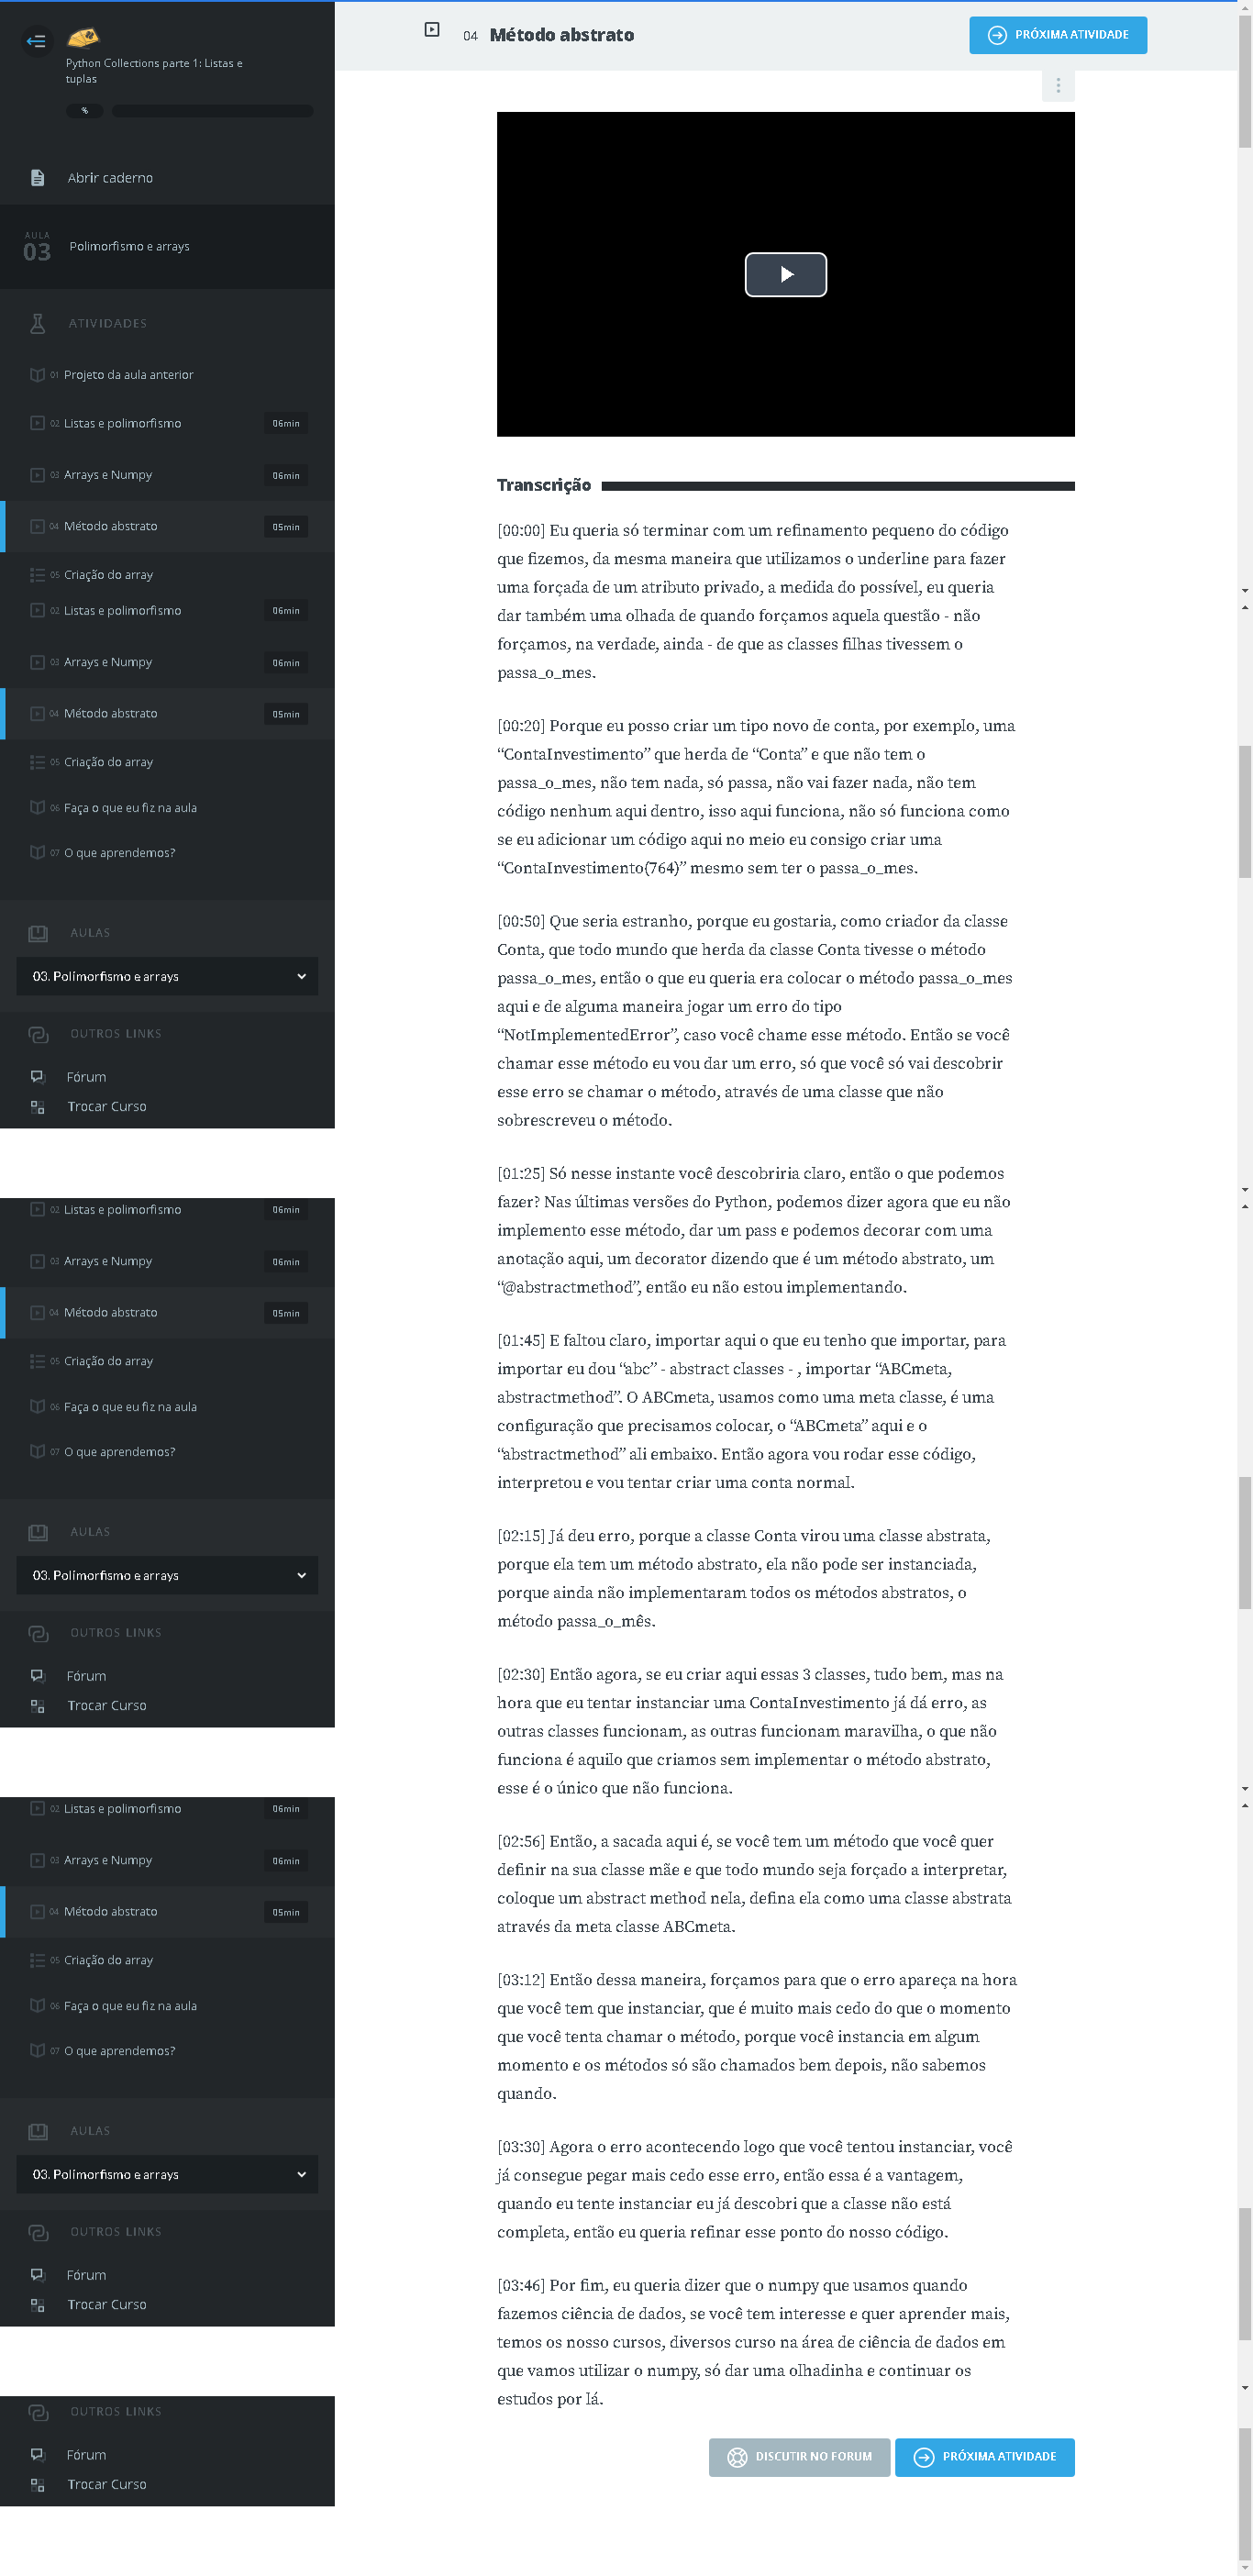 Python Collections parte 1: Listas e
tuplas
%
Abrir caderno
AULA
03
Polimorfismo e arrays
ATIVIDADES
01 Projeto da aula anterior
02 Listas e polimorfismo 06min
03 Arrays e Numpy 06min
04 Método abstrato 05min
05 Criação do array
02 Listas e polimorfismo 06min
03 Arrays e Numpy 06min
04 Método abstrato 05min
05 Criação do array
06 Faça o que eu fiz na aula
07 O que aprendemos?
AULAS
03. Polimorfismo e arrays
OUTROS LINKS
Fórum
Trocar Curso
02 Listas e polimorfismo 06min
03 Arrays e Numpy 06min
04 Método abstrato 05min
05 Criação do array
06 Faça o que eu fiz na aula
07 O que aprendemos?
AULAS
03. Polimorfismo e arrays
OUTROS LINKS
Fórum
Trocar Curso
02 Listas e polimorfismo 06min
03 Arrays e Numpy 06min
04 Método abstrato 05min
05 Criação do array
06 Faça o que eu fiz na aula
07 O que aprendemos?
AULAS
03. Polimorfismo e arrays
OUTROS LINKS
Fórum
Trocar Curso
OUTROS LINKS
Fórum
Trocar Curso
04 Método abstrato
PRÓXIMA ATIVIDADE
Transcrição
[00:00] Eu queria só terminar com um refinamento pequeno do código
que fizemos, da mesma maneira que utilizamos o underline para fazer
uma forçada de um atributo privado, a medida do possível, eu queria
dar também uma olhada de quando forçamos aquela questão - não
forçamos, na verdade, ainda - de que as classes filhas tivessem o
passa_o_mes.
[00:20] Porque eu posso criar um tipo novo de conta, por exemplo, uma
“ContaInvestimento” que herda de “Conta” e que não tem o
passa_o_mes, não tem nada, só passa, não vai fazer nada, não tem
código nenhum aqui dentro, isso aqui funciona, não só funciona como
se eu adicionar um código aqui no meio eu consigo criar uma
“ContaInvestimento{764)” mesmo sem ter o passa_o_mes.
[00:50] Que seria estranho, porque eu gostaria, como criador da classe
Conta, que todo mundo que herda da classe Conta tivesse o método
passa_o_mes, então o que eu queria era colocar o método passa_o_mes
aqui e de alguma maneira jogar um erro do tipo
“NotImplementedError”, caso você chame esse método. Então se você
chamar esse método eu vou dar um erro, só que você só vai descobrir
esse erro se chamar o método, através de uma classe que não
sobrescreveu o método.
[01:25] Só nesse instante você descobriria claro, então o que podemos
fazer? Nas últimas versões do Python, podemos dizer agora que eu não
implemento esse método, dar um pass e podemos decorar com uma
anotação aqui, um decorator dizendo que é um método abstrato, um
“@abstractmethod”, então eu não estou implementando.
[01:45] E faltou claro, importar aqui o que eu tenho que importar, para
importar eu dou “abc” - abstract classes - , importar “ABCmeta,
abstractmethod”. O ABCmeta, usamos como uma meta classe, é uma
configuração que precisamos colocar, o “ABCmeta” aqui e o
“abstractmethod” ali embaixo. Então agora vou rodar esse código,
interpretou e vou tentar criar uma conta normal.
[02:15] Já deu erro, porque a classe Conta virou uma classe abstrata,
porque ela tem um método abstrato, ela não pode ser instanciada,
porque ainda não implementaram todos os métodos abstratos, o
método passa_o_mês.
[02:30] Então agora, se eu criar aqui essas 3 classes, tudo bem, mas na
hora que eu tentar instanciar uma ContaInvestimento já dá erro, as
outras classes funcionam, as outras funcionam maravilha, o que não
funciona é aquilo que criamos sem implementar o método abstrato,
esse é o único que não funciona.
[02:56] Então, a sacada aqui é, se você tem um método que você quer
definir na sua classe mãe e que todo mundo seja forçado a interpretar,
coloque um abstract method nela, defina ela como uma classe abstrata
através da meta classe ABCmeta.
[03:12] Então dessa maneira, forçamos para que o erro apareça na hora
que você tem que instanciar, que é muito mais cedo do que o momento
que você tenta chamar o método, porque você instancia em algum
momento e os métodos só são chamados bem depois, não sabemos
quando.
[03:30] Agora o erro acontecendo logo que você tentou instanciar, você
já consegue pegar mais cedo esse erro, então essa é a vantagem,
quando eu tente instanciar eu já descobri que a classe não está
completa, então eu queria refinar esse ponto do nosso código.
[03:46] Por fim, eu queria dizer que o numpy que usamos quando
fazemos ciência de dados, se você tem interesse e quer aprender mais,
temos os nosso cursos, diversos curso na área de ciência de dados em
que vamos utilizar o numpy, só dar uma olhadinha e continuar os
estudos por lá.
DISCUTIR NO FORUM
PRÓXIMA ATIVIDADE